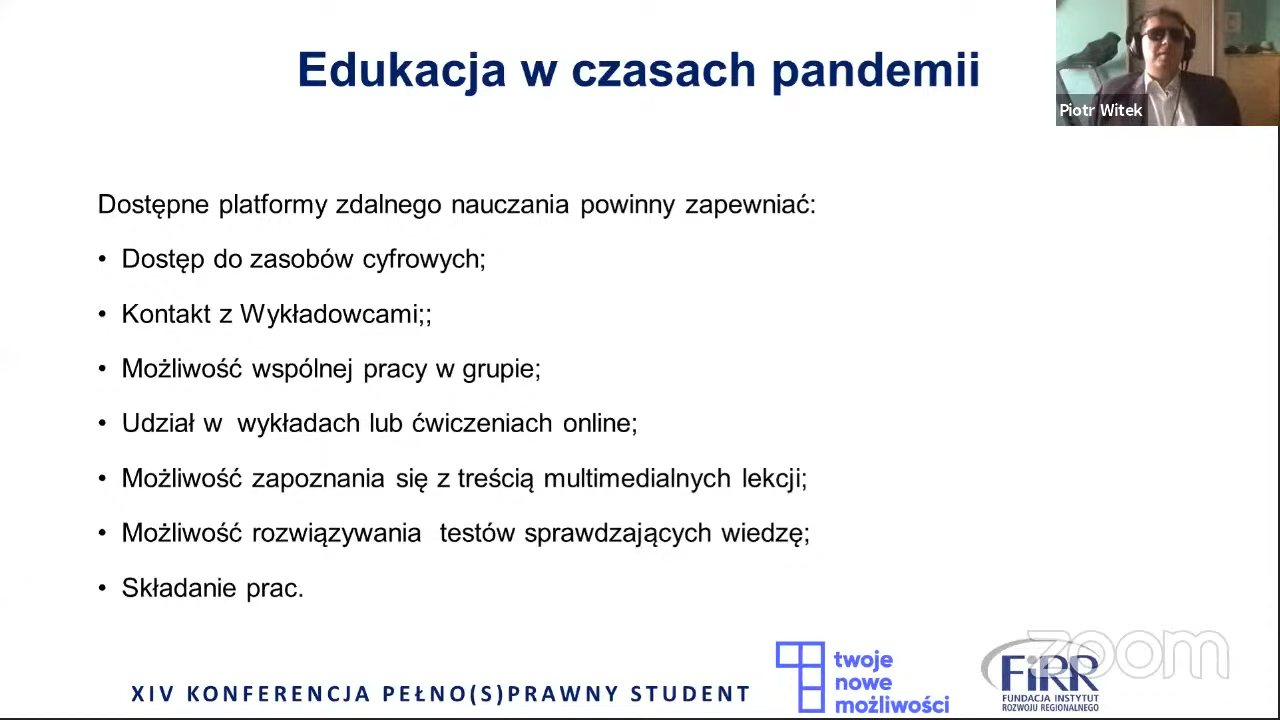 Edukacja w czasach pandemii
Piotr Witek
Dostępne platformy zdalnego nauczania powinny zapewniać:
• Dostęp do zasobów cyfrowych;
• Kontakt z Wykładowcami;;
• Możliwość wspólnej pracy w grupie;
• Udział w  wykładach lub ćwiczeniach online;
• Możliwość zapoznania się z treścią multimedialnych lekcji;
• Możliwość rozwiązywania  testów sprawdzających wiedzę;
• Składanie prac.
XIV KONFERENCJA PEŁNO(S)PRAWNY STUDENT
twoje
nowe
możliwości
FiRR
FUNDACJA INSTYTUT
ROZWOJU REGIONALNEGO
zoom